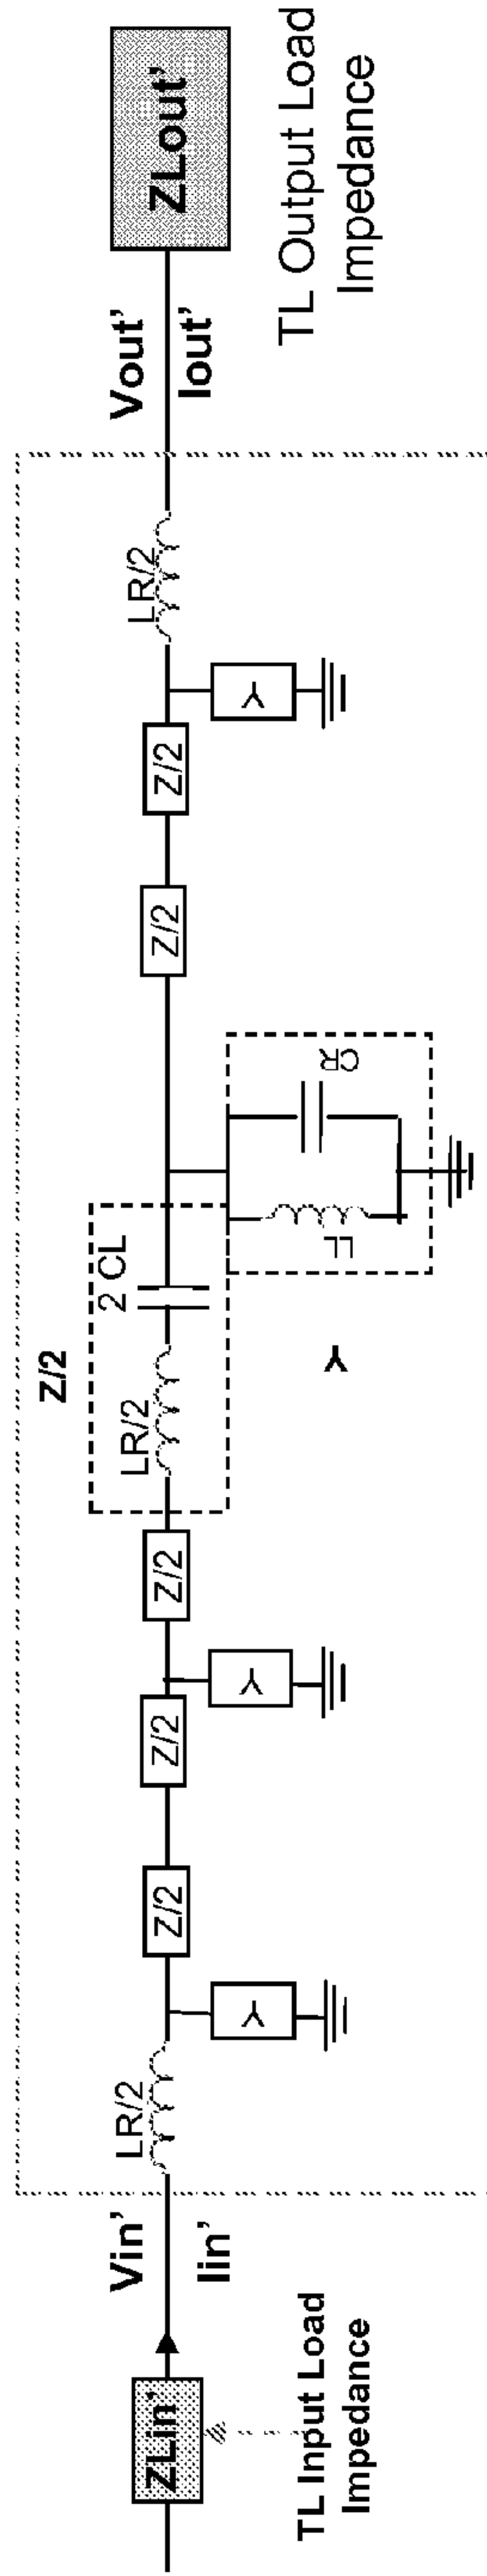 ZLin'
TL Input Load
Impedance
Vin'
Iin'
LR/2
Y
Z/2
Z/2
Y
Z/2
Z/2
LR/2
2 CL
LL
CR
Y
Z/2
Z/2
Y
LR/2
Vout'
Iout'
ZLout'
TL Output Load
Impedance